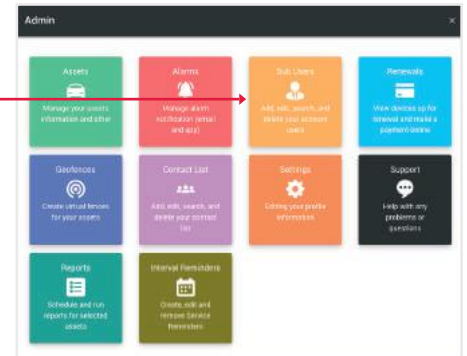 Admin
×
Assets
Manage your assets
information and other
Alarms
Manage alarm
notification (email
and app)
Sub Users
Add, edit, search, and
delete your account
users
Renewals
View devices up for
renewal and make a
payment online
Geofences
Create virtual fences
for your assets
Contact List
Add, edit, search, and
delete your contact
list
Settings
Editing your profile
information
Support
Help with any
problems or
questions
Reports
Schedule and run
reports for selected
assets
Interval Reminders
Create, edit and
remove Service
Reminders